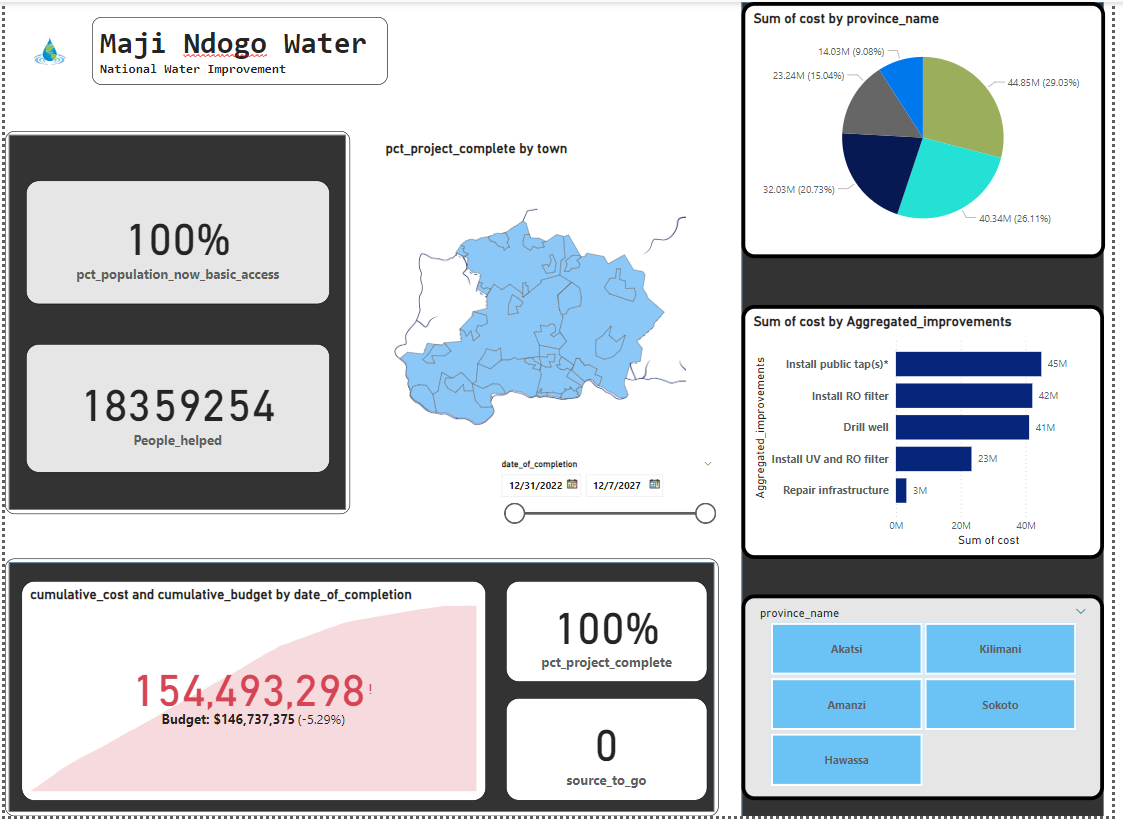 Maji Ndogo Water
National Water Improvement
100%
pct_population_now_basic_access
18359254
People_helped
pct_project_complete by town
date_of_completion
12/31/2022
12/7/2027
cumulative_cost and cumulative_budget by date_of_completion
154,493,298!
Budget: $146,737,375 (-5.29%)
100%
pct_project_complete
0
source_to_go
Sum of cost by province_name
14.03M (9.08%)
23.24M (15.04%)
44.85M (29.03%)
32.03M (20.73%)
40.34M (26.11%)
Sum of cost by Aggregated_improvements
Aggregated_improvements
Install public tap(s)* 45M
Install RO filter 42M
Drill well 41M
Install UV and RO filter 23M
Repair infrastructure 3M
0M 20M 40M
Sum of cost
province_name
Akatsi
Kilimani
Amanzi
Sokoto
Hawassa